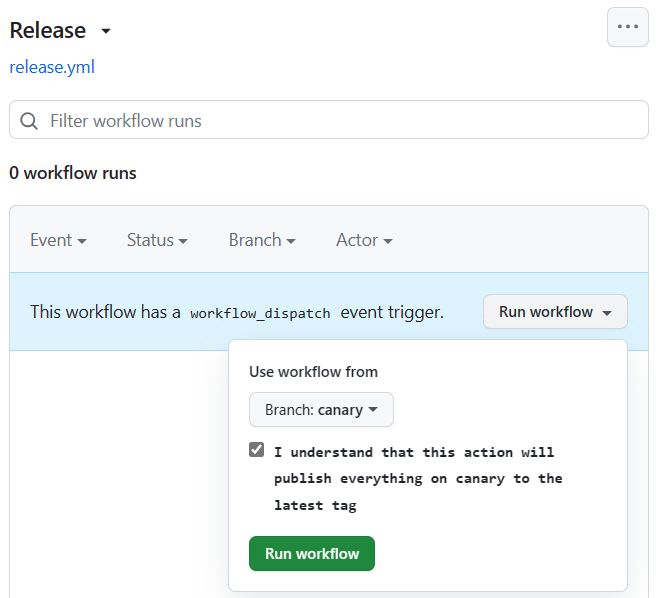 Release
release.yml
Filter workflow runs
0 workflow runs
Event Status Branch Actor
This workflow has a workflow_dispatch event trigger. Run workflow
Use workflow from
Branch: canary
I understand that this action will
publish everything on canary to the
latest tag
Run workflow